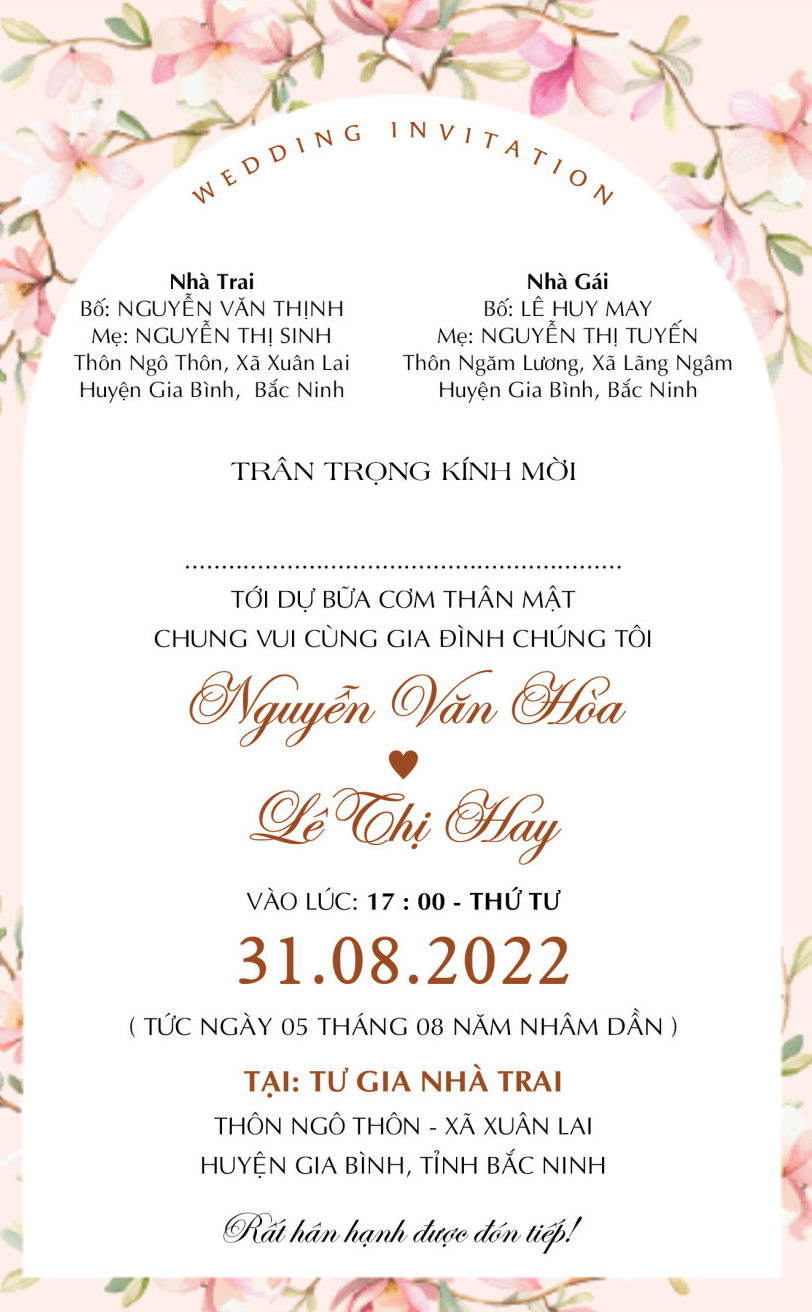 WEDDING INVITATION
Nhà Trai
Bố: NGUYỄN VĂN THỊNH
Mẹ: NGUYỄN THỊ SINH
Thôn Ngô Thôn, Xã Xuân Lai
Huyện Gia Bình, Bắc Ninh
Nhà Gái
Bố: LÊ HUY MAY
Mẹ: NGUYỄN THỊ TUYẾN
Thôn Ngăm Lương, Xã Lãng Ngâm
Huyện Gia Bình, Bắc Ninh
TRÂN TRỌNG KÍNH MỜI
............................................................
TỚI DỰ BỮA CƠM THÂN MẬT
CHUNG VUI CÙNG GIA ĐÌNH CHÚNG TÔI
Nguyễn Văn Hòa
Lê Thị Hay
VÀO LÚC: 17 : 00 - THỨ TƯ
31.08.2022
( TỨC NGÀY 05 THÁNG 08 NĂM NHÂM DẦN )
TẠI: TƯ GIA NHÀ TRAI
THÔN NGÔ THÔN - XÃ XUÂN LAI
HUYỆN GIA BÌNH, TỈNH BẮC NINH
Rất hân hạnh được đón tiếp!